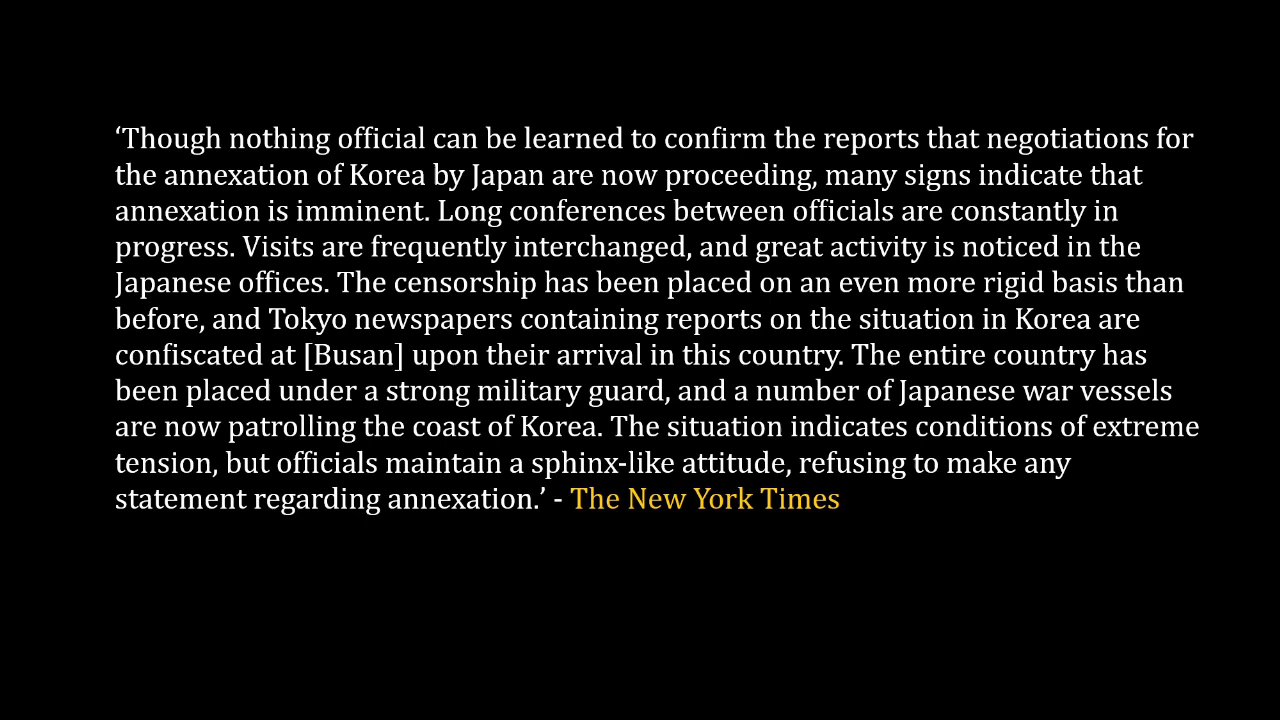 ‘Though nothing official can be learned to confirm the reports that negotiations for
the annexation of Korea by Japan are now proceeding, many signs indicate that
annexation is imminent. Long conferences between officials are constantly in
progress. Visits are frequently interchanged, and great activity is noticed in the
Japanese offices. The censorship has been placed on an even more rigid basis than
before, and Tokyo newspapers containing reports on the situation in Korea are
confiscated at [Busan] upon their arrival in this country. The entire country has
been placed under a strong military guard, and a number of Japanese war vessels
are now patrolling the coast of Korea. The situation indicates conditions of extreme
tension, but officials maintain a sphinx-like attitude, refusing to make any
statement regarding annexation.’ - The New York Times